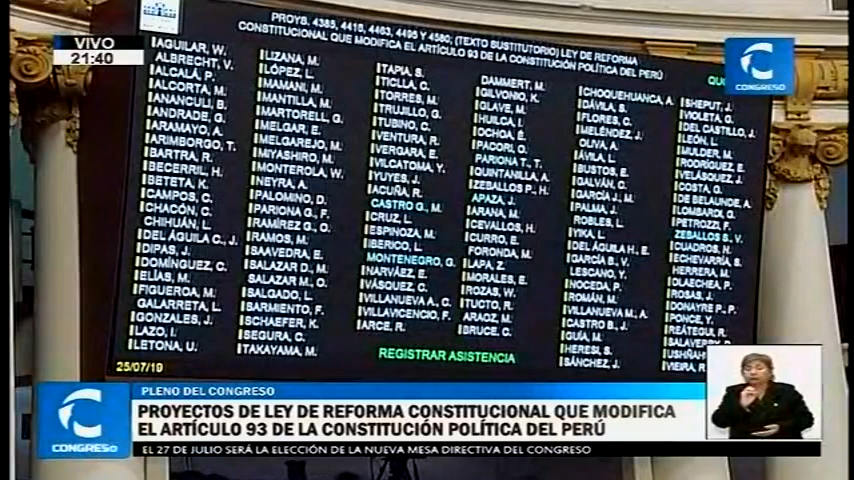 PROYS. 4385, 4416, 4463, 4495 Y 4580; (TEXTO SUSTITUTORIO) LEY DE REFORMA
CONSTITUCIONAL QUE MODIFICA EL ARTÍCULO 93 DE LA CONSTITUCIÓN POLÍTICA DEL PERÚ
VIVO
21:40
CONGRESO
AGUILAR, W.
ALBRECHT, V.
ALCALÁ, P.
ALCORTA, M.
ANANCULI, B.
ANDRADE, G.
ARAMAYO, A.
ARIMBORGO, T.
BARTRA, R.
BECERRIL, H.
BETETA, K.
CAMPOS, C.
CHACÓN, C.
CHIHUÁN, L.
DEL ÁGUILA C., J.
DIPAS, J.
DOMÍNGUEZ, C.
ELÍAS, M.
FIGUEROA, M.
GALARRETA, L.
GONZALES, J.
LAZO, I.
LETONA, U.
LIZANA, M.
LÓPEZ, L.
MAMANI, M.
MANTILLA, M.
MARTORELL, G.
MELGAR, E.
MELGAREJO, M.
MIYASHIRO, M.
MONTEROLA, W.
NEYRA, A.
PALOMINO, D.
PARIONA G., F.
RAMÍREZ G., O.
RAMOS, M.
SAAVEDRA, E.
SALAZAR D., M.
SALAZAR M., O.
SALGADO, L.
SARMIENTO, F.
SCHAEFER, K.
SEGURA, C.
TAKAYAMA, M.
TAPIA, S.
TICLLA, C.
TORRES, M.
TRUJILLO, G.
TUBINO, C.
VENTURA, R.
VERGARA, E.
VILCATOMA, Y.
YUYES, J.
ACUÑA, R.
CASTRO G., M.
CRUZ, L.
ESPINOZA, M.
IBERICO, L.
MONTENEGRO, G.
NARVÁEZ, E.
VÁSQUEZ, C.
VILLANUEVA A., C.
VILLAVICENCIO, F.
ARCE, R.
DAMMERT, M.
GILVONIO, K.
GLAVE, M.
HUILCA, I.
OCHOA, E.
PACORI, O.
PARIONA T., T.
QUINTANILLA, A.
ZEBALLOS P., H.
APAZA, J.
ARANA, M.
CEVALLOS, H.
CURRO, E.
FORONDA, M.
LAPA, Z.
MORALES, E.
ROZAS, W.
TUCTO, R.
ARAOZ, M.
BRUCE, C.
CHOQUEHUANCA, A.
DÁVILA, S.
FLORES, C.
MELÉNDEZ, J.
OLIVA, A.
ÁVILA, L.
BUSTOS, E.
GALVÁN, C.
GARCÍA J., M.
PALMA, J.
ROBLES, L.
YIKA, L.
DEL ÁGUILA H., E.
GARCÍA B., V.
LESCANO, Y.
NOCEDA, P.
ROMÁN, M.
VILLANUEVA M., A.
CASTRO B., J.
GUÍA, M.
HERESI, S.
SÁNCHEZ, J.
SHEPUT, J.
VIOLETA, G.
DEL CASTILLO, J.
LEÓN, L.
MULDER, M.
RODRÍGUEZ, E.
VELÁSQUEZ, J.
COSTA, G.
DE BELAUNDE, A.
LOMBARDI, G.
PETROZZI, F.
ZEBALLOS S., V.
CUADROS, N.
ECHEVARRÍA, S.
HERRERA, M.
OLAECHEA, P.
ROSAS, J.
DONAYRE P., P.
PONCE, Y.
REÁTEGUI, R.
VIEIRA, R
REGISTRAR ASISTENCIA
25/07/19
PLENO DEL CONGRESO
PROYECTOS DE LEY DE REFORMA CONSTITUCIONAL QUE MODIFICA
EL ARTÍCULO 93 DE LA CONSTITUCIÓN POLÍTICA DEL PERÚ
CONGRESO
EL 27 DE JULIO SERÁ LA ELECCIÓN DE LA NUEVA MESA DIRECTIVA DEL CONGRESO
CONGRESO